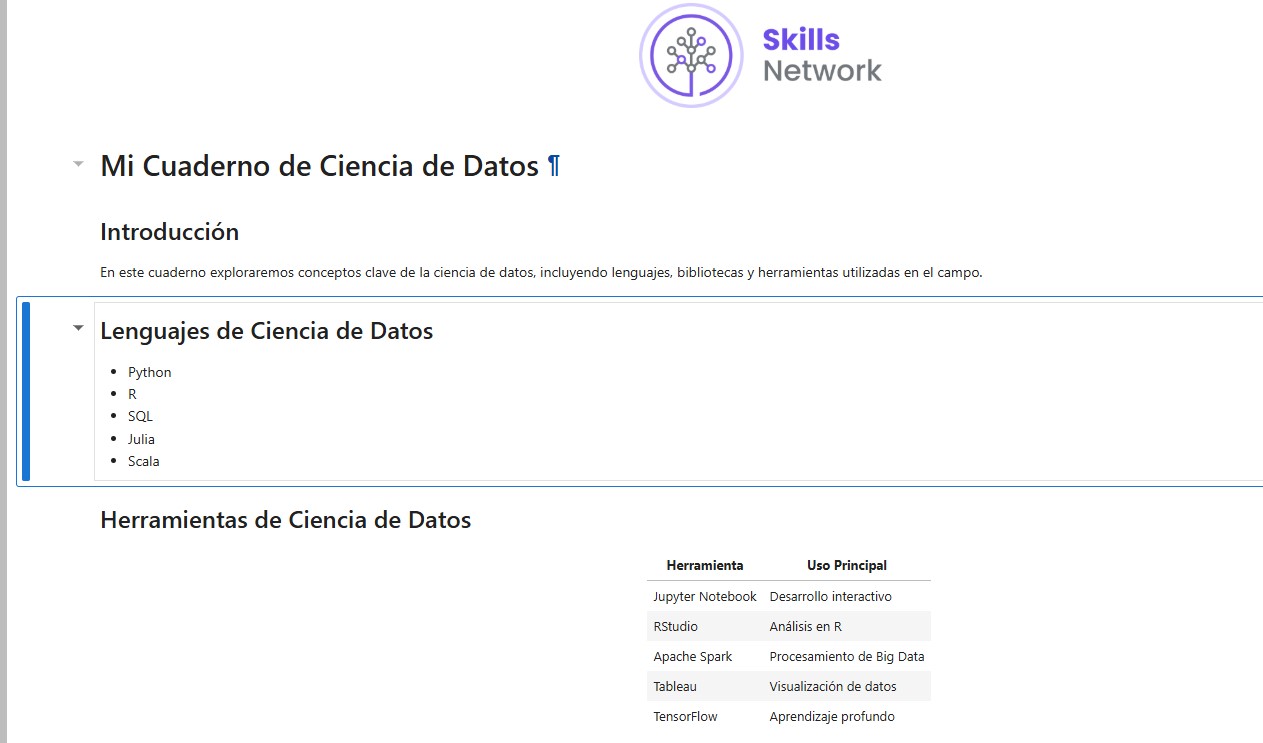 Skills
Network
Mi Cuaderno de Ciencia de Datos ¶
Introducción
En este cuaderno exploraremos conceptos clave de la ciencia de datos, incluyendo lenguajes, bibliotecas y herramientas utilizadas en el campo.
Lenguajes de Ciencia de Datos
• Python
• R
• SQL
• Julia
• Scala
Herramientas de Ciencia de Datos
Herramienta Uso Principal
Jupyter Notebook Desarrollo interactivo
RStudio Análisis en R
Apache Spark Procesamiento de Big Data
Tableau Visualización de datos
TensorFlow Aprendizaje profundo